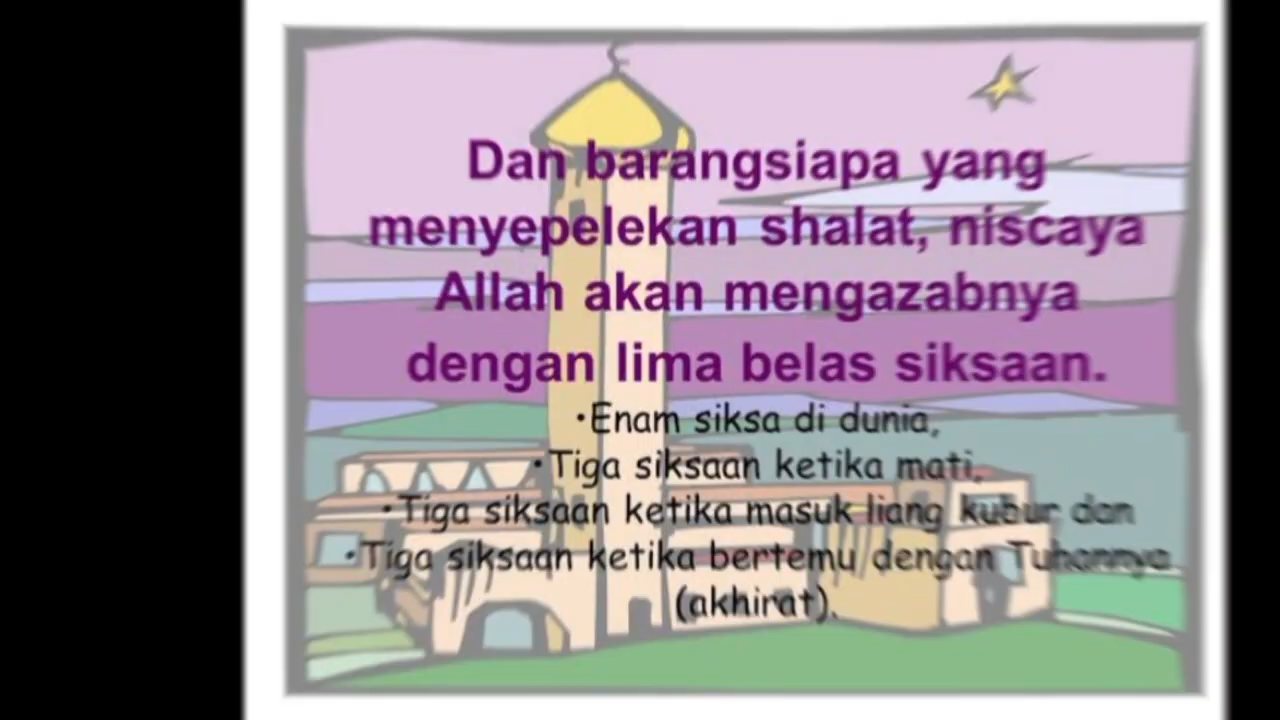 Dan barangsiapa yang
menyepelekan shalat, niscaya
Allah akan mengazabnya
dengan lima belas siksaan.
•Enam siksa di dunia,
•Tiga siksaan ketika mati,
•Tiga siksaan ketika masuk liang kubur dan
•Tiga siksaan ketika bertemu dengan Tuhannya
(akhirat).